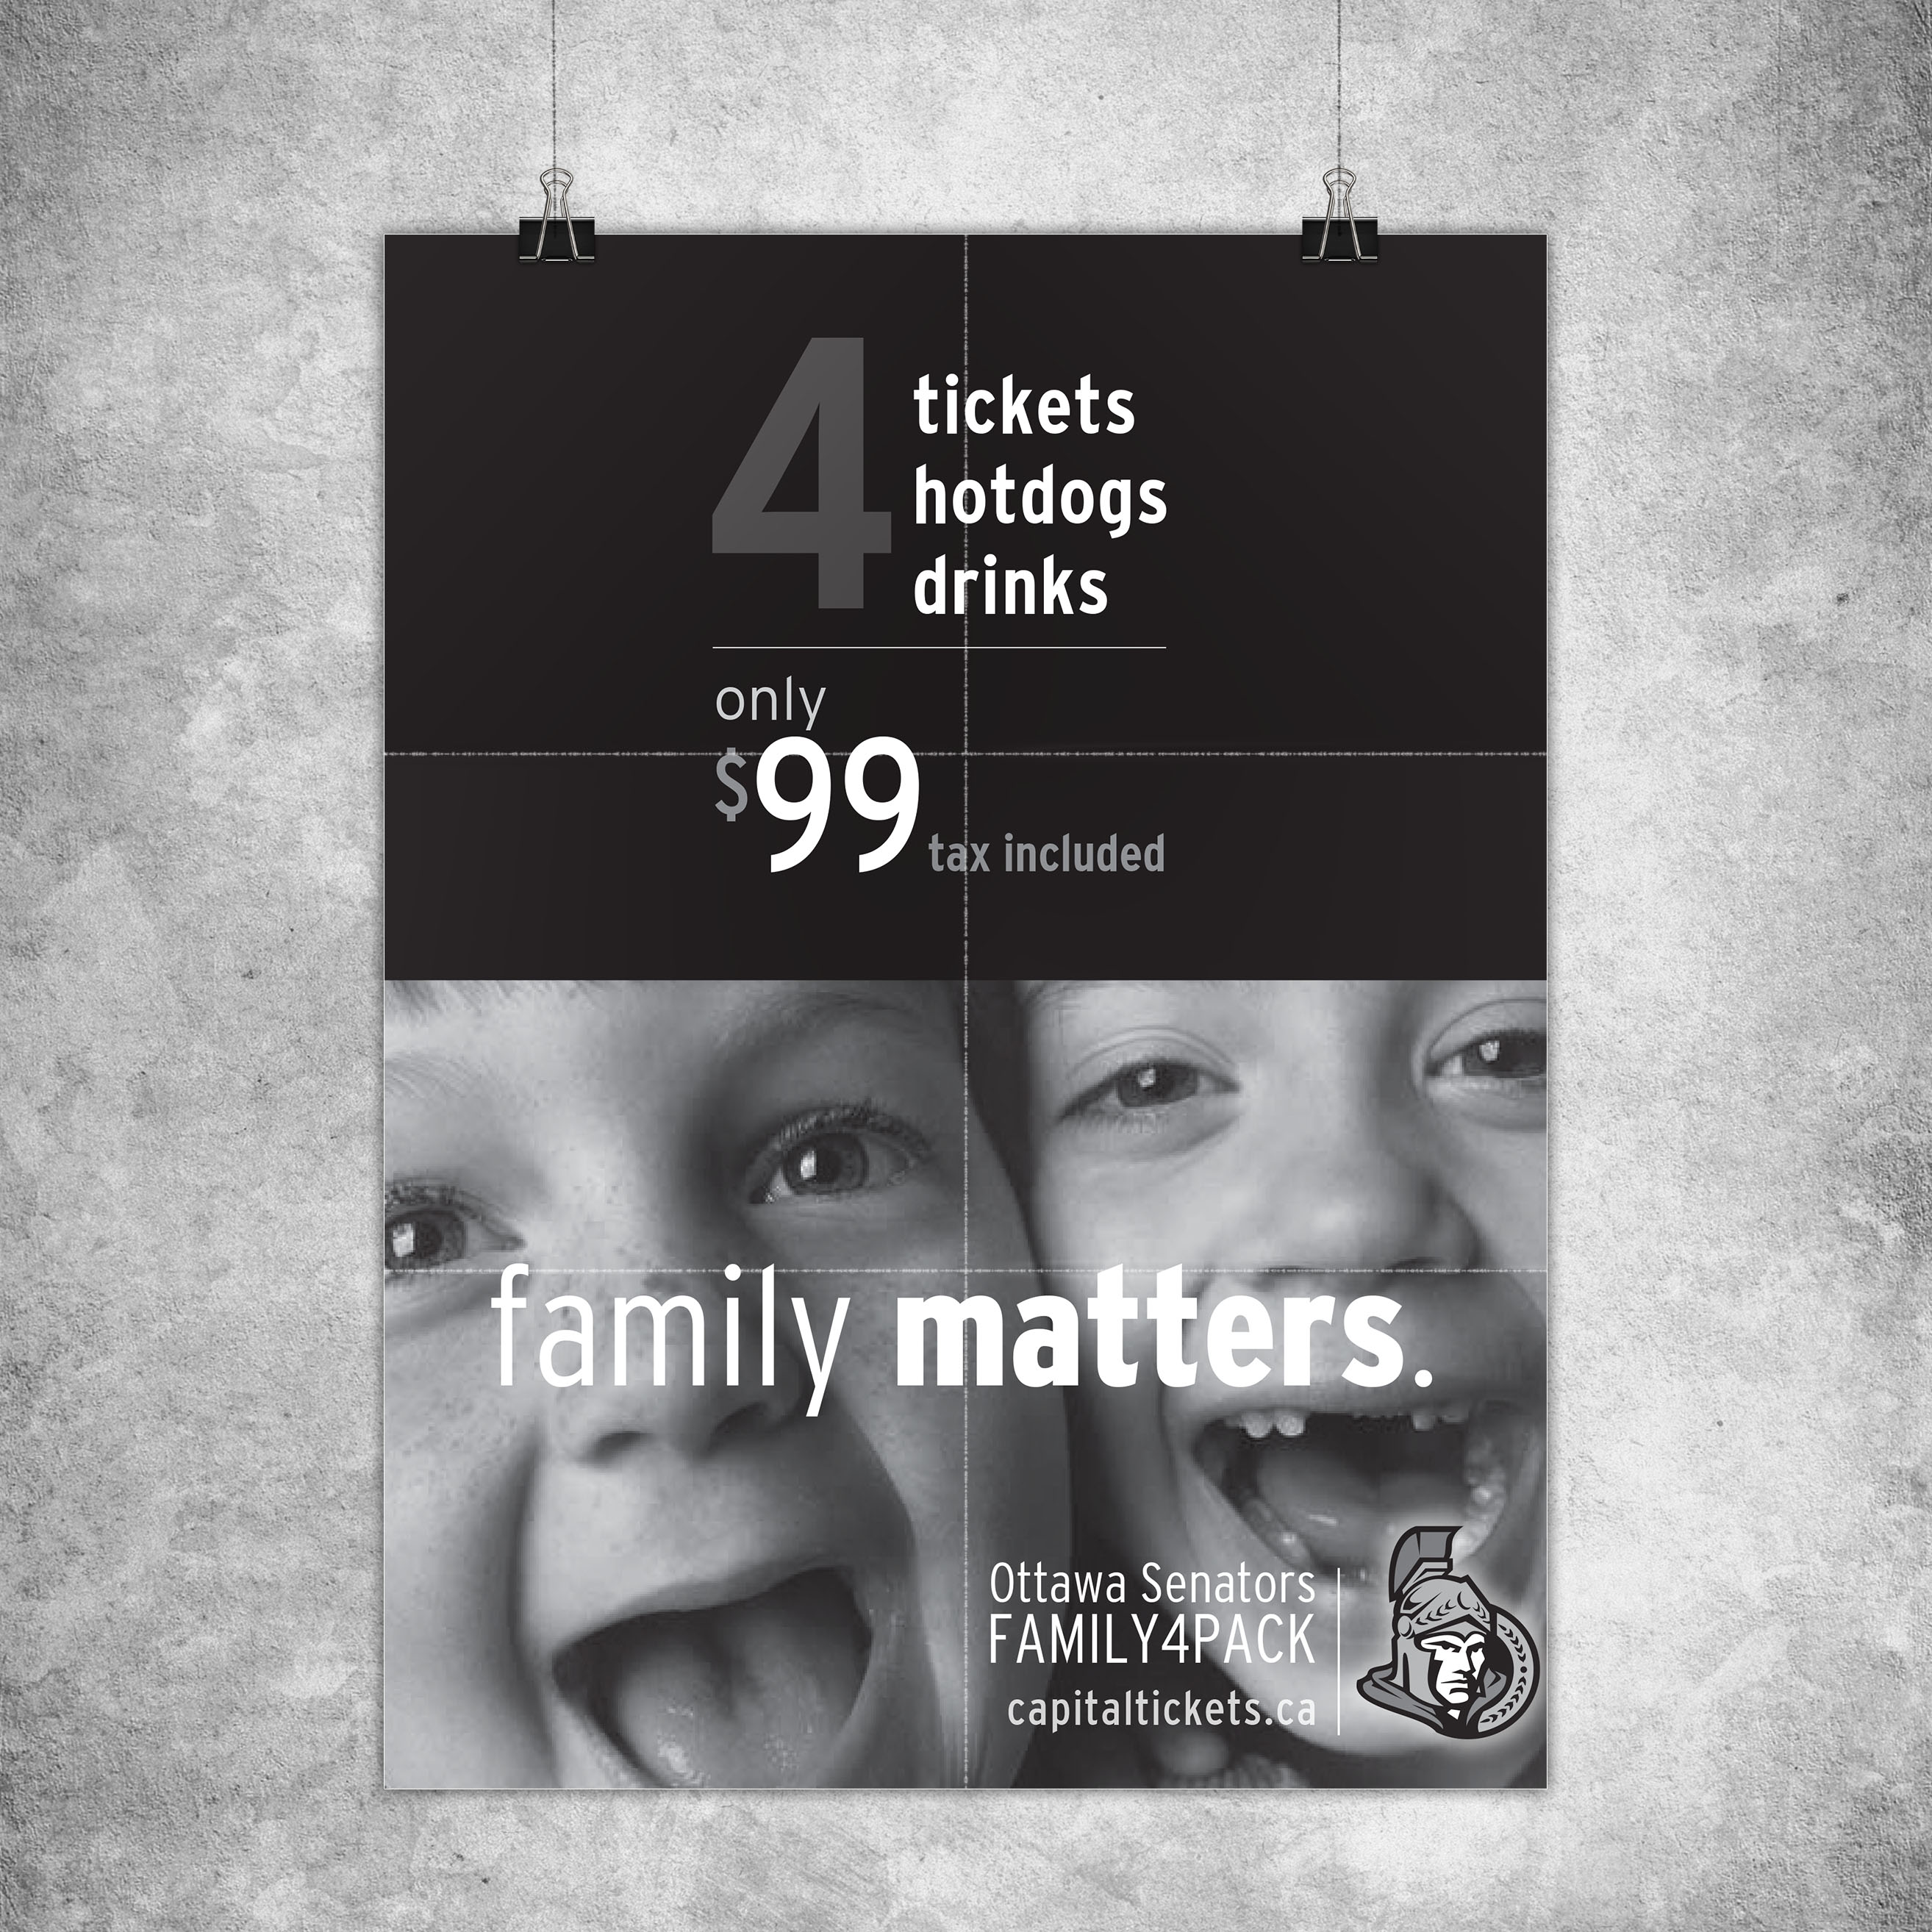 4 tickets
hotdogs
drinks
only
$99 tax included
family matters.
Ottawa Senators
FAMILY4PACK
capitaltickets.ca